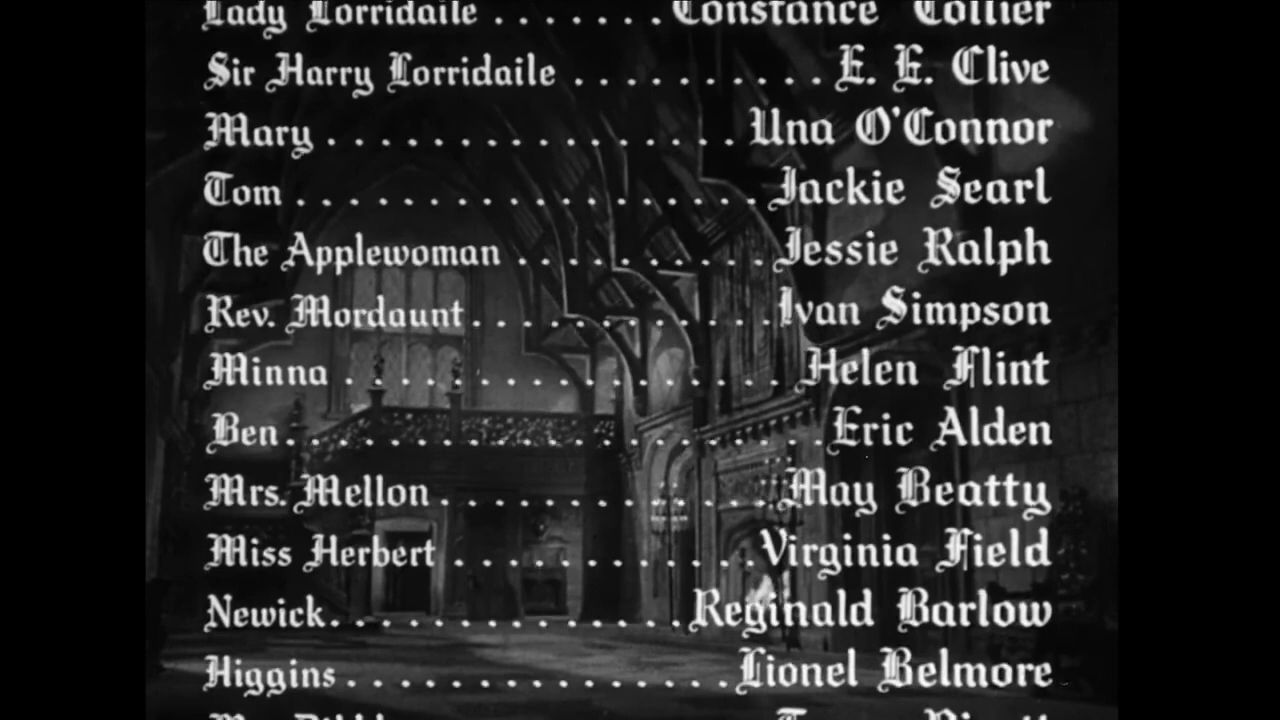 Lady Lorridaile . . . . . . . Constance Collier
Sir Harry Lorridaile . . . . . . . . . . E. E. Clive
Mary . . . . . . . . . . . . . . . . Una O'Connor
Tom . . . . . . . . . . . . . . . . . . Jackie Searl
The Applewoman . . . . . . . . . . Jessie Ralph
Rev. Mordaunt . . . . . . . . . . . . Ivan Simpson
Minna . . . . . . . . . . . . . . . . . . Helen Flint
Ben . . . . . . . . . . . . . . . . . . . . . Eric Alden
Mrs. Mellon . . . . . . . . . . . . . May Beatty
Miss Herbert . . . . . . . . . . . . Virginia Field
Newick . . . . . . . . . . . . . . Reginald Barlow
Higgins . . . . . . . . . . . . . . . Lionel Belmore